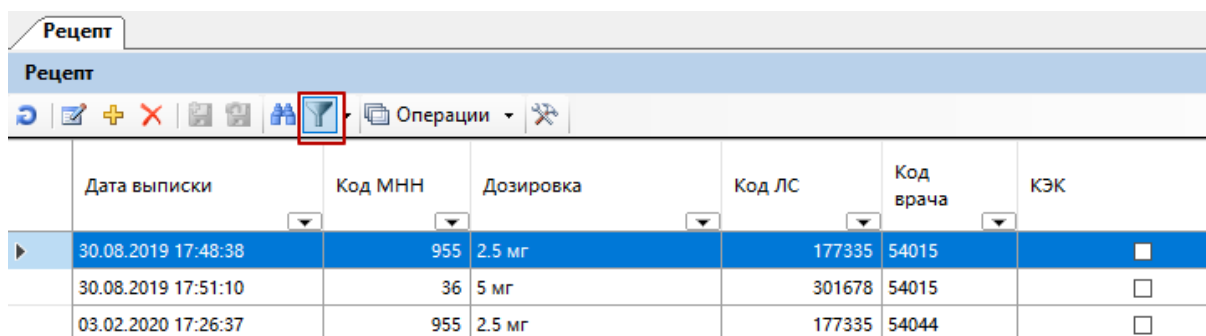 Рецепт
Рецепт
Операции
Дата выписки Код МНН Дозировка Код ЛС Код врача КЭК
30.08.2019 17:48:38 955 2.5 мг 177335 54015
30.08.2019 17:51:10 36 5 мг 301678 54015
03.02.2020 17:26:37 955 2.5 мг 177335 54044